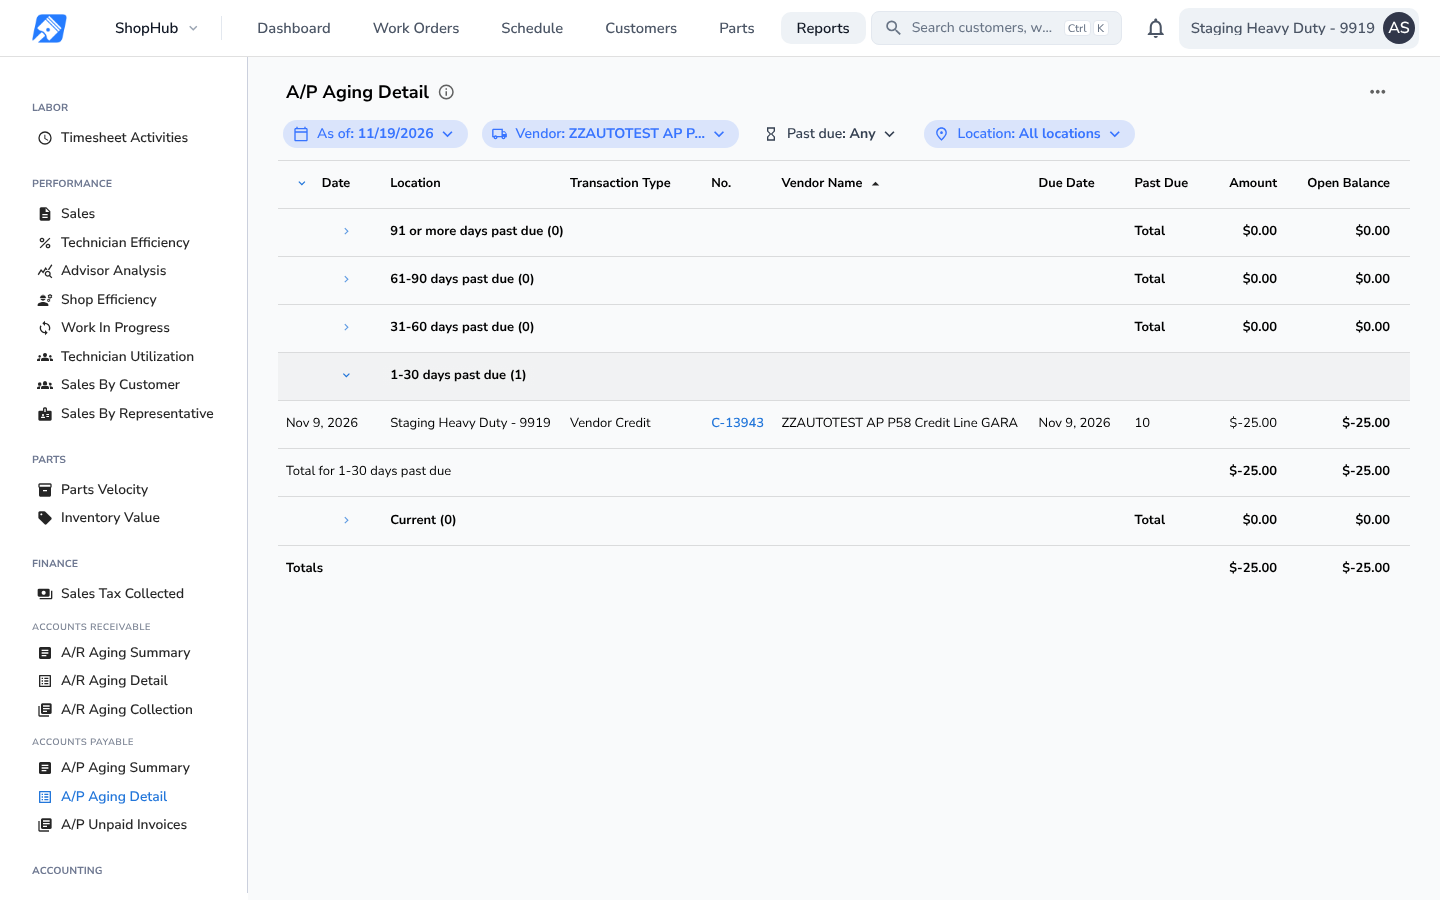 ShopHub
Dashboard
Work Orders
Schedule
Customers
Parts
Reports
Search customers, w...
Ctrl
K
Staging Heavy Duty - 9919
AS
LABOR
Timesheet Activities
PERFORMANCE
Sales
Technician Efficiency
Advisor Analysis
Shop Efficiency
Work In Progress
Technician Utilization
Sales By Customer
Sales By Representative
PARTS
Parts Velocity
Inventory Value
FINANCE
Sales Tax Collected
ACCOUNTS RECEIVABLE
A/R Aging Summary
A/R Aging Detail
A/R Aging Collection
ACCOUNTS PAYABLE
A/P Aging Summary
A/P Aging Detail
A/P Unpaid Invoices
ACCOUNTING
A/P Aging Detail
As of: 11/19/2026
Vendor: ZZAUTOTEST AP P...
Past due: Any
Location: All locations
Date Location Transaction Type No. Vendor Name Due Date Past Due Amount Open Balance
91 or more days past due (0) Total $0.00 $0.00
61-90 days past due (0) Total $0.00 $0.00
31-60 days past due (0) Total $0.00 $0.00
1-30 days past due (1)
Nov 9, 2026 Staging Heavy Duty - 9919 Vendor Credit C-13943 ZZAUTOTEST AP P58 Credit Line GARA Nov 9, 2026 10 $-25.00 $-25.00
Total for 1-30 days past due $-25.00 $-25.00
Current (0) Total $0.00 $0.00
Totals $-25.00 $-25.00